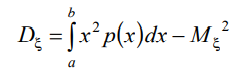 D_ξ = ∫_a^b x² p(x)dx − M_ξ²